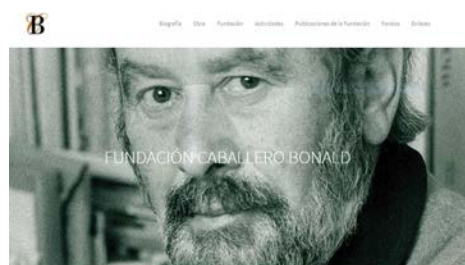 B
Biografía Obra Fundación Actividades Publicaciones de la Fundación Fondos Enlaces
FUNDACIÓN CABALLERO BONALD